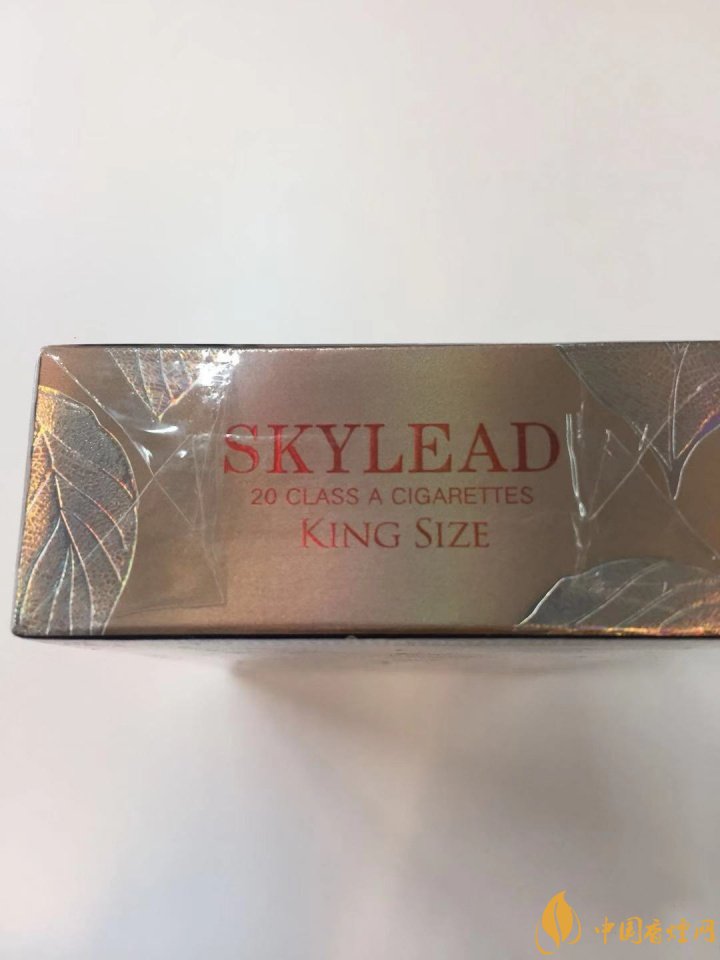 SKYLEAD
20 CLASS A CIGARETTES
KING SIZE
中国香烟网